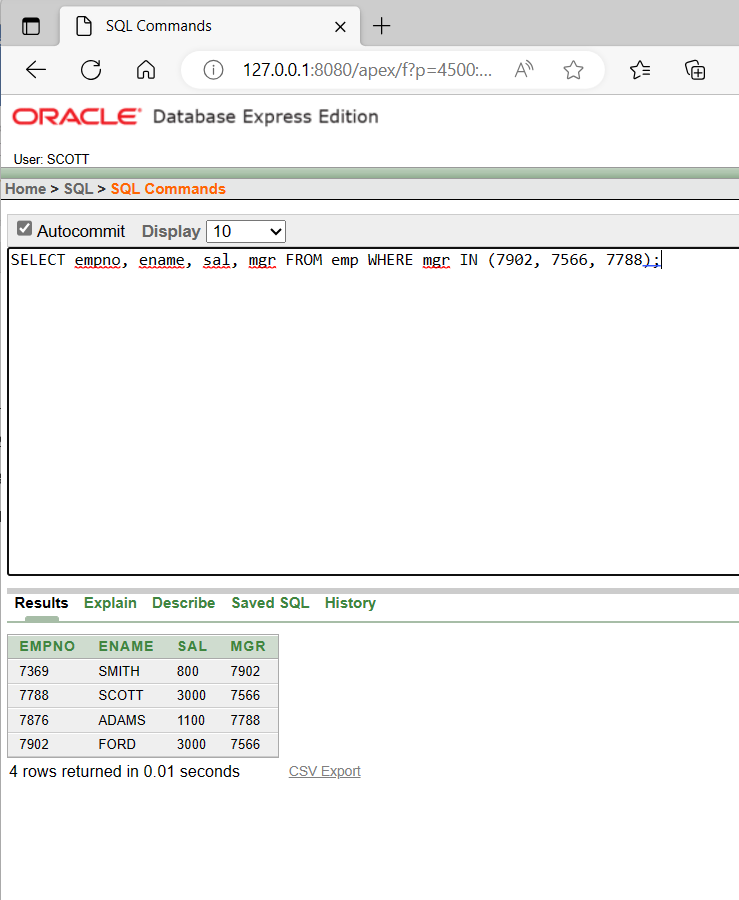 SQL Commands
127.0.0.1:8080/apex/f?p=4500:...
ORACLE Database Express Edition
User: SCOTT
Home > SQL > SQL Commands
Autocommit Display 10
SELECT empno, ename, sal, mgr FROM emp WHERE mgr IN (7902, 7566, 7788);
Results Explain Describe Saved SQL History
EMPNO ENAME SAL MGR
7369 SMITH 800 7902
7788 SCOTT 3000 7566
7876 ADAMS 1100 7788
7902 FORD 3000 7566
4 rows returned in 0.01 seconds CSV Export